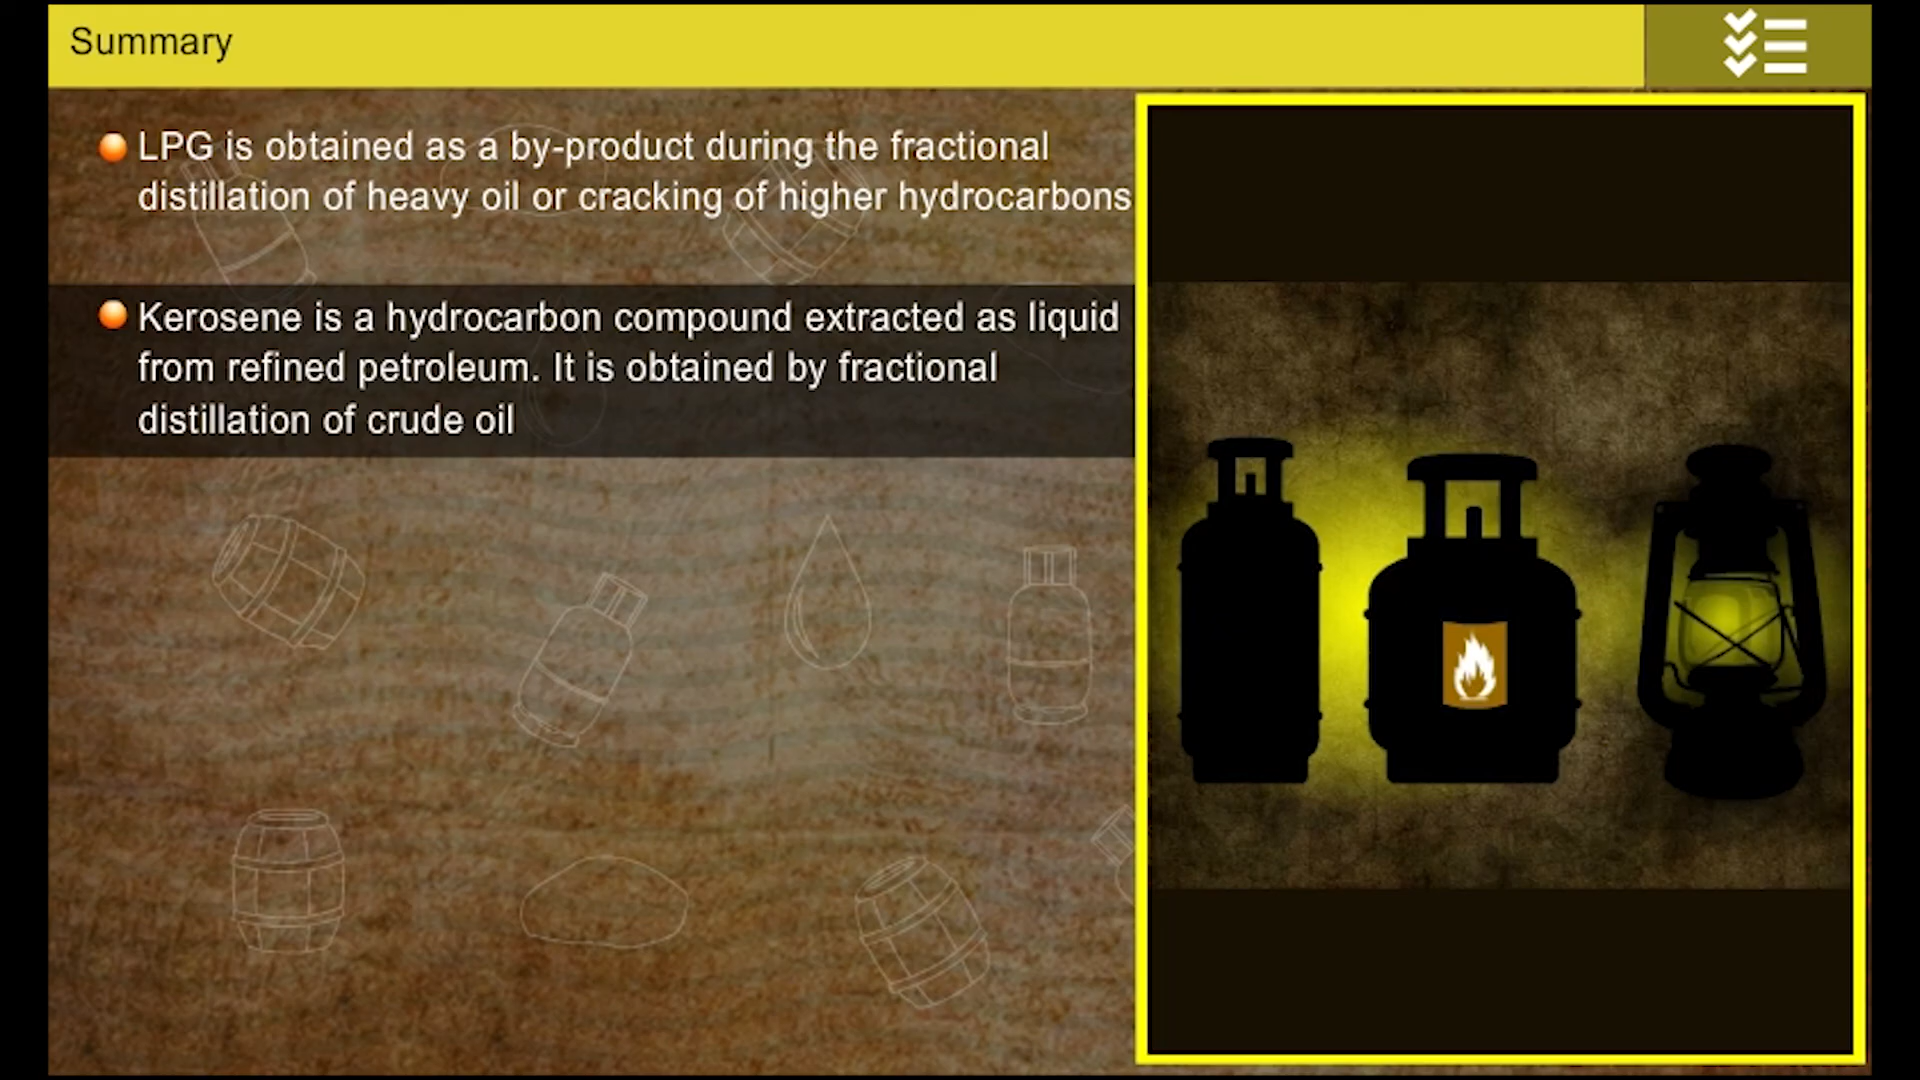 Summary
LPG is obtained as a by-product during the fractional
distillation of heavy oil or cracking of higher hydrocarbons
Kerosene is a hydrocarbon compound extracted as liquid
from refined petroleum. It is obtained by fractional
distillation of crude oil